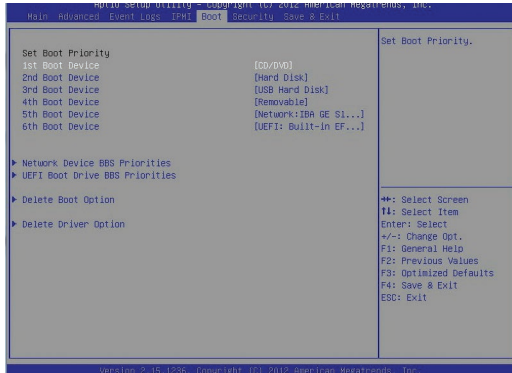 Aptio Setup Utility - Copyright (C) 2012 American Megatrends, Inc.
Main Advanced Event Logs IPMI Boot Security Save & Exit
Set Boot Priority
1st Boot Device [CD/DVD]
2nd Boot Device [Hard Disk]
3rd Boot Device [USB Hard Disk]
4th Boot Device [Removable]
5th Boot Device [Network:IBA GE Sl...]
6th Boot Device [UEFI: Built-in EF...]
Network Device BBS Priorities
UEFI Boot Drive BBS Priorities
Delete Boot Option
Delete Driver Option
Set Boot Priority.
: Select Screen
: Select Item
Enter: Select
+/-: Change Opt.
F1: General Help
F2: Previous Values
F3: Optimized Defaults
F4: Save & Exit
ESC: Exit
Version 2.15.1236. Copyright (C) 2012 American Megatrends, Inc.